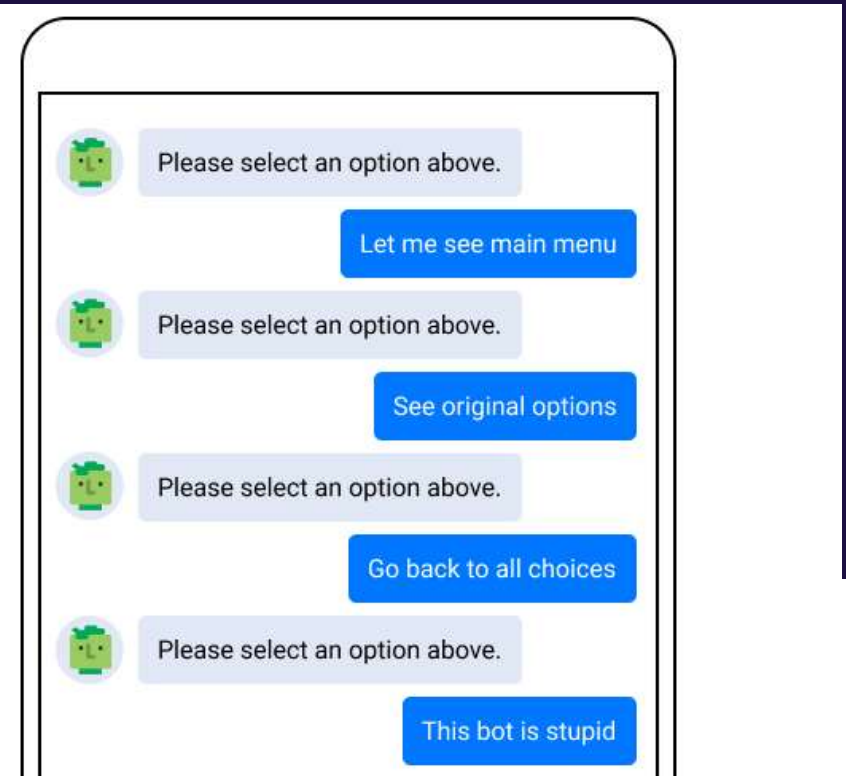 Please select an option above.
Let me see main menu
Please select an option above.
See original options
Please select an option above.
Go back to all choices
Please select an option above.
This bot is stupid